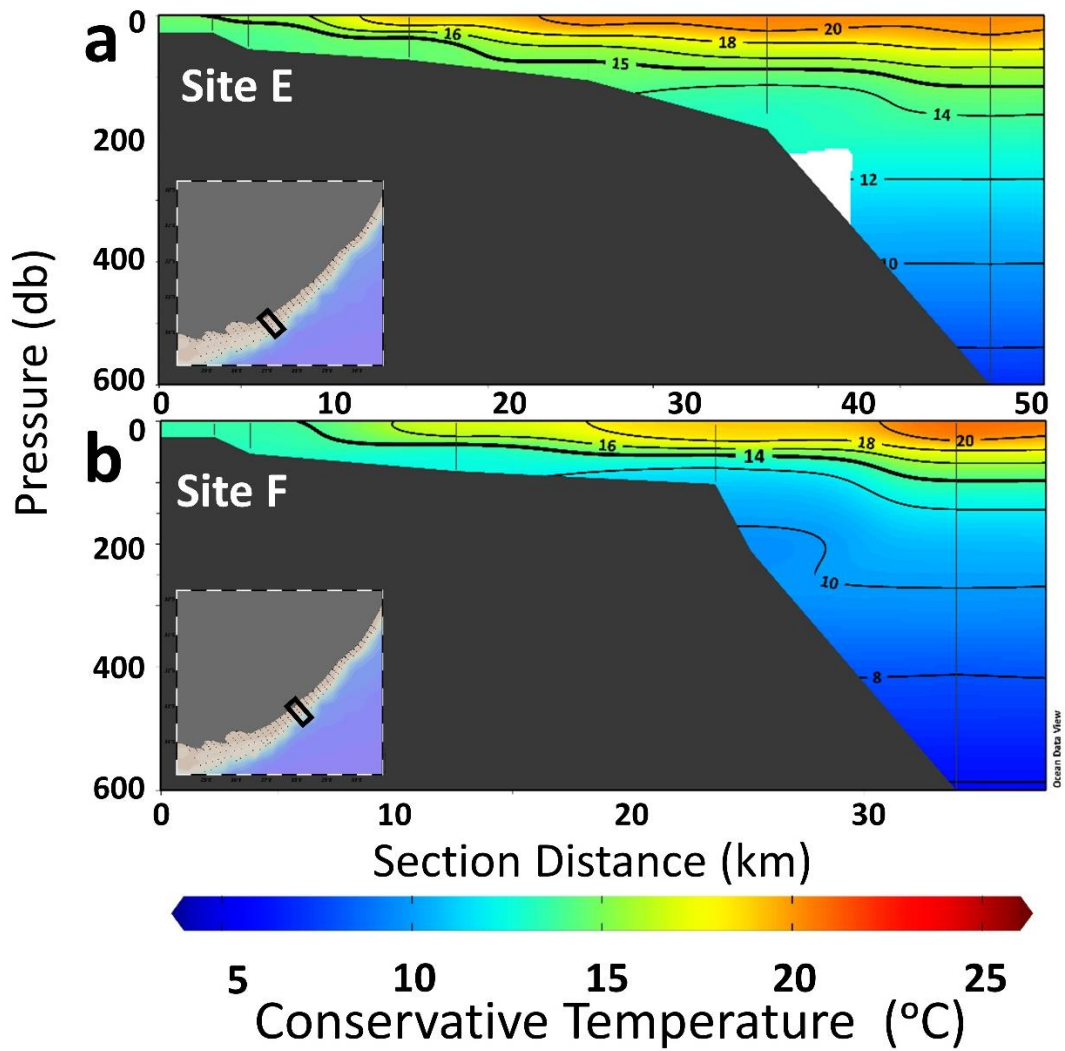 a
0
200
400
600
Site E
20
16
18
15
14
12
10
0 10 20 30 40 50
b
0
200
400
600
Site F
20
18
16
14
10
8
0 10 20 30
Pressure (db)
Ocean Data View
Section Distance (km)
5 10 15 20 25
Conservative Temperature (°C)